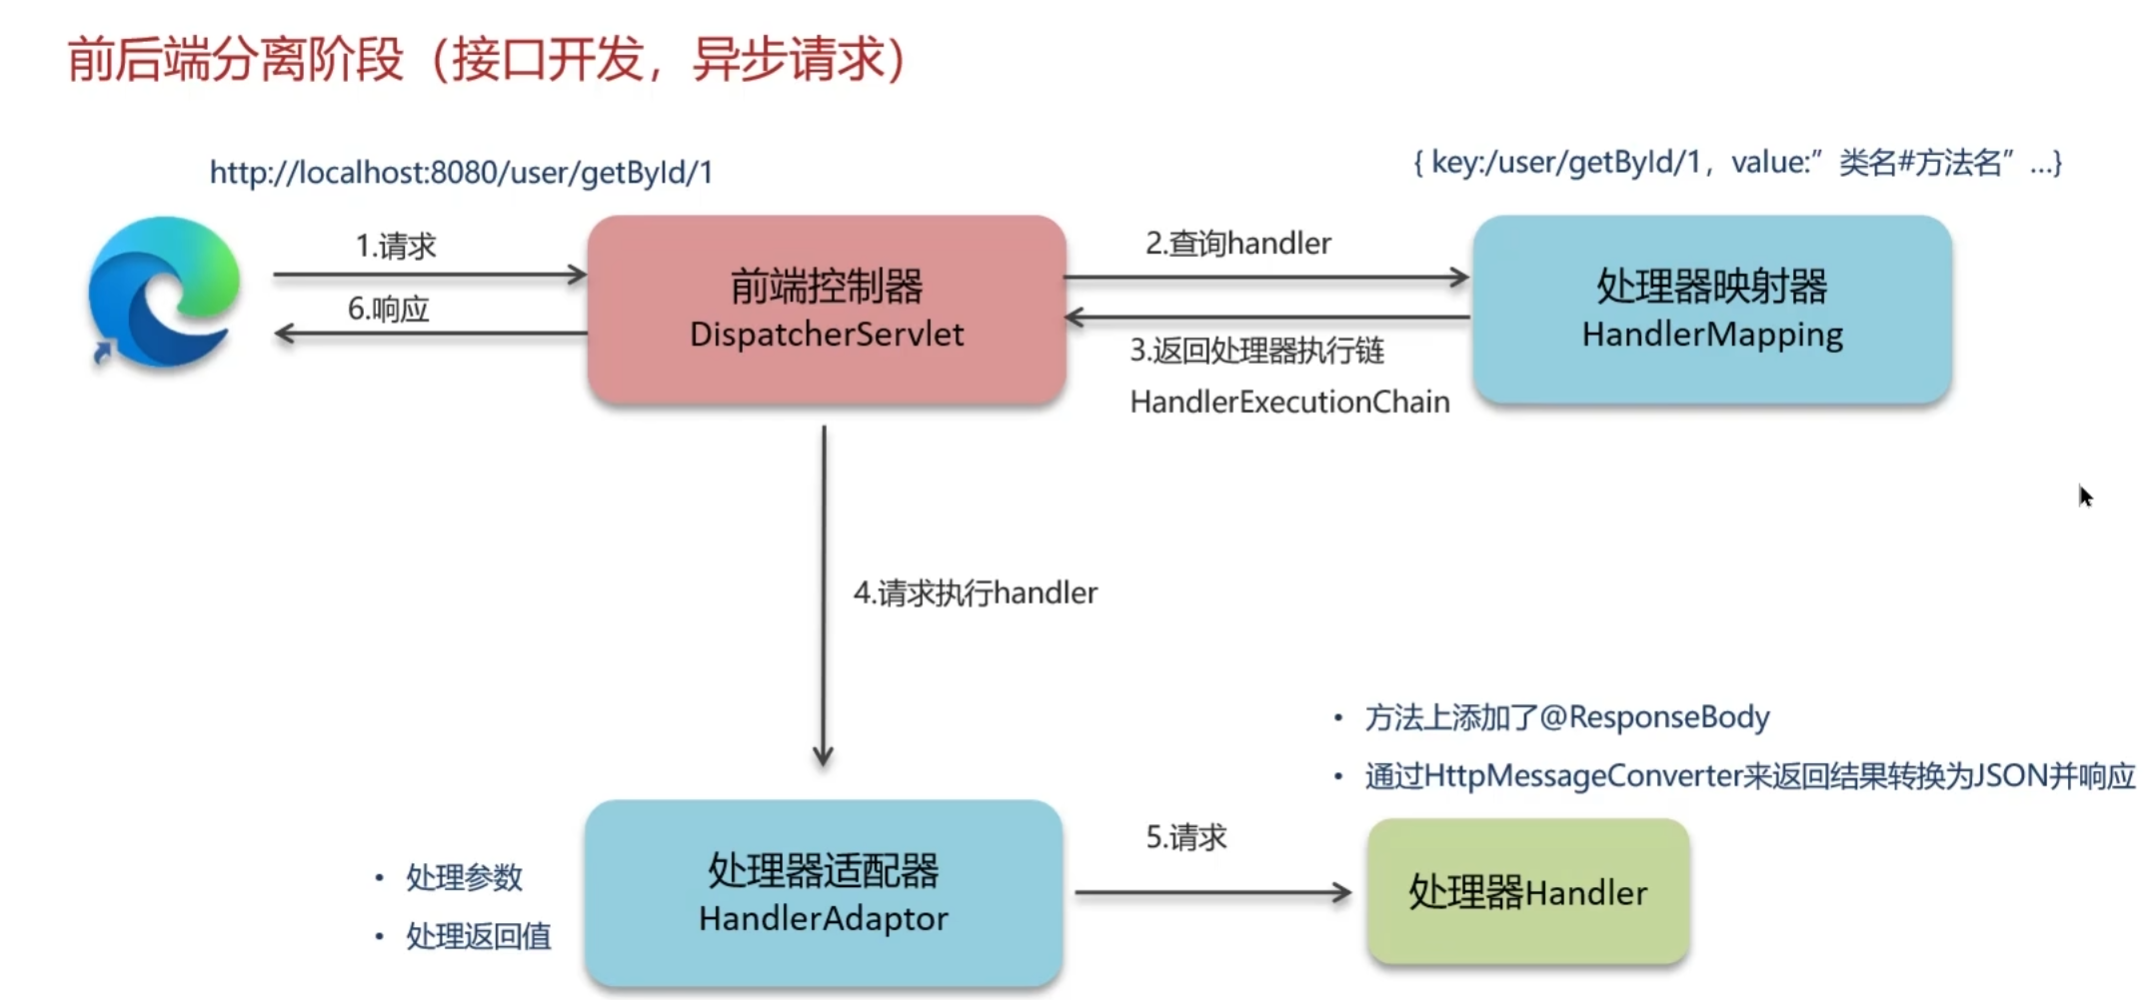 前后端分离阶段（接口开发，异步请求）
http://localhost:8080/user/getById/1
{ key:/user/getById/1，value:”类名#方法名”...}
1.请求
6.响应
前端控制器
DispatcherServlet
2.查询handler
3.返回处理器执行链
HandlerExecutionChain
处理器映射器
HandlerMapping
4.请求执行handler
• 方法上添加了@ResponseBody
• 通过HttpMessageConverter来返回结果转换为JSON并响应
• 处理参数
• 处理返回值
处理器适配器
HandlerAdaptor
5.请求
处理器Handler